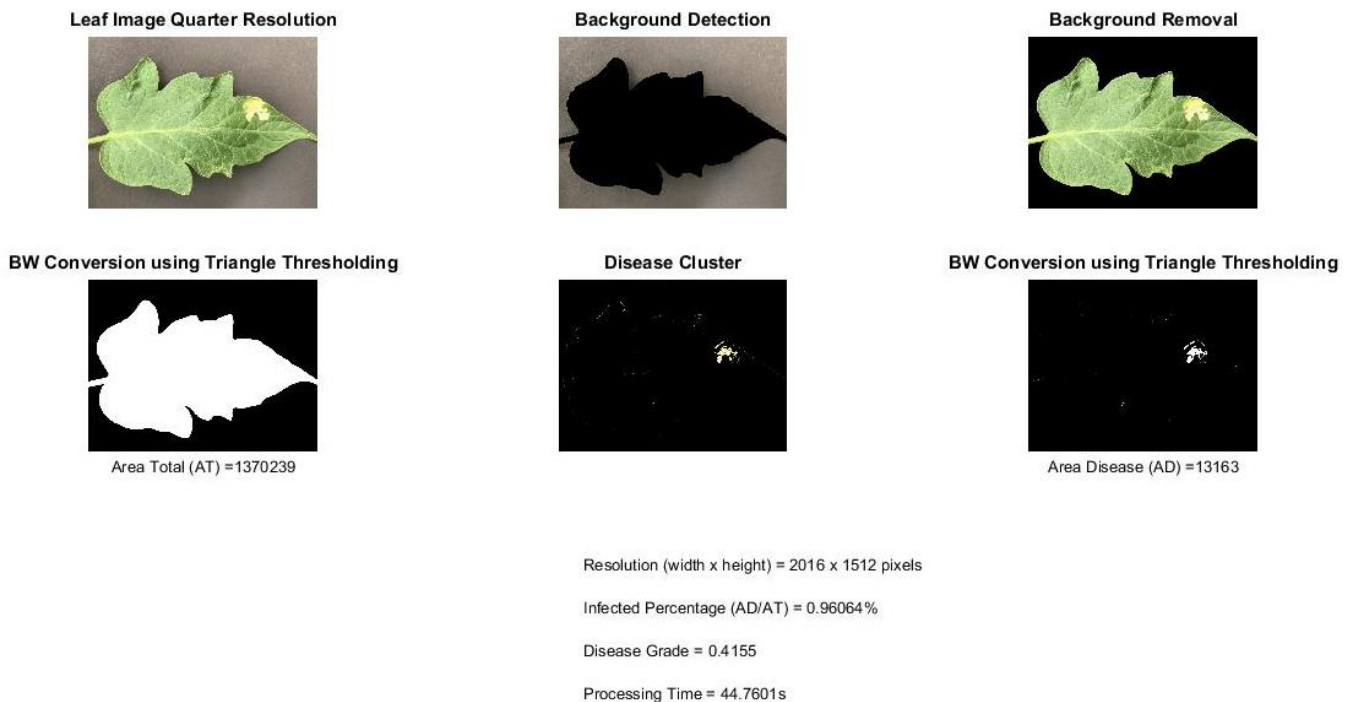 Leaf Image Quarter Resolution
Background Detection
Background Removal
BW Conversion using Triangle Thresholding
Disease Cluster
BW Conversion using Triangle Thresholding
Area Total (AT) =1370239
Area Disease (AD) =13163
Resolution (width x height) = 2016 x 1512 pixels
Infected Percentage (AD/AT) = 0.96064%
Disease Grade = 0.4155
Processing Time = 44.7601s